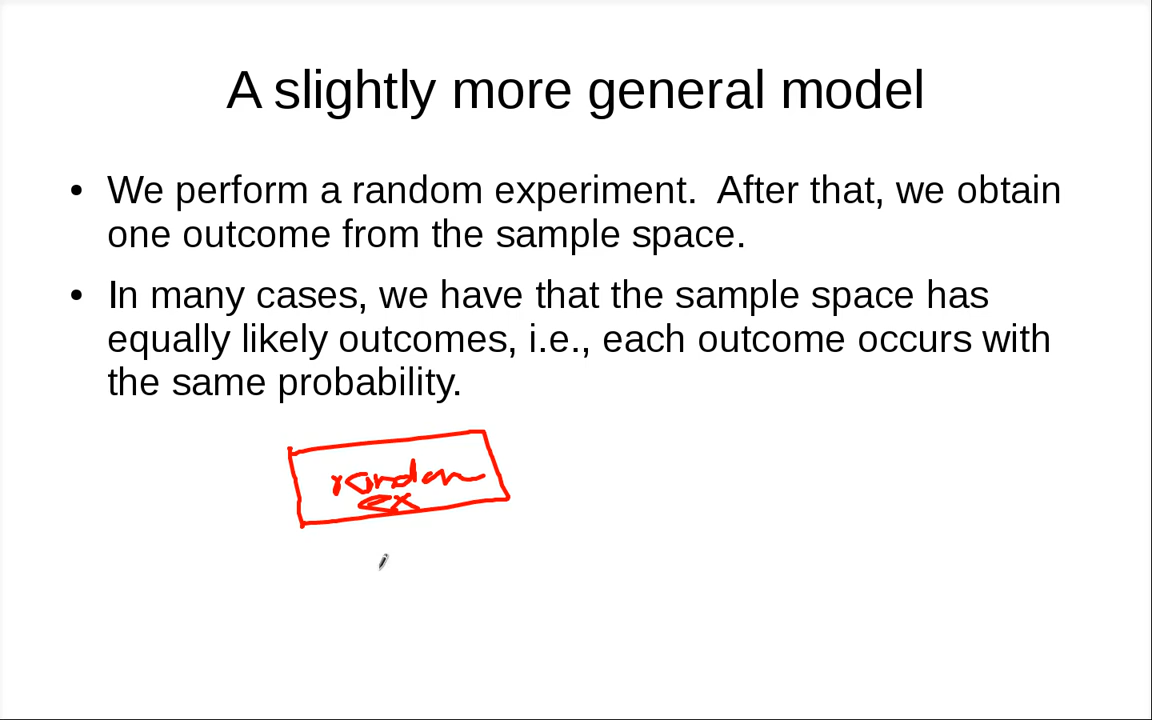 A slightly more general model
• We perform a random experiment.  After that, we obtain
one outcome from the sample space.
• In many cases, we have that the sample space has
equally likely outcomes, i.e., each outcome occurs with
the same probability.
random
ex